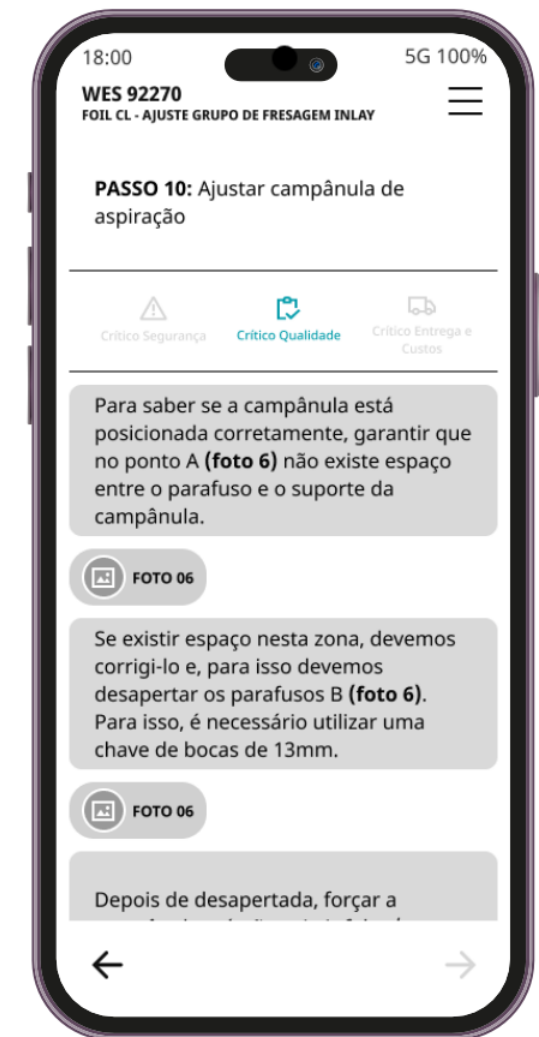 18:00
5G 100%
WES 92270
FOIL CL - AJUSTE GRUPO DE FRESAGEM INLAY
PASSO 10: Ajustar campânula de
aspiração
Crítico Segurança
Crítico Qualidade
Crítico Entrega e
Custos
Para saber se a campânula está
posicionada corretamente, garantir que
no ponto A (foto 6) não existe espaço
entre o parafuso e o suporte da
campânula.
FOTO 06
Se existir espaço nesta zona, devemos
corrigi-lo e, para isso devemos
desapertar os parafusos B (foto 6).
Para isso, é necessário utilizar uma
chave de bocas de 13mm.
FOTO 06
Depois de desapertada, forçar a